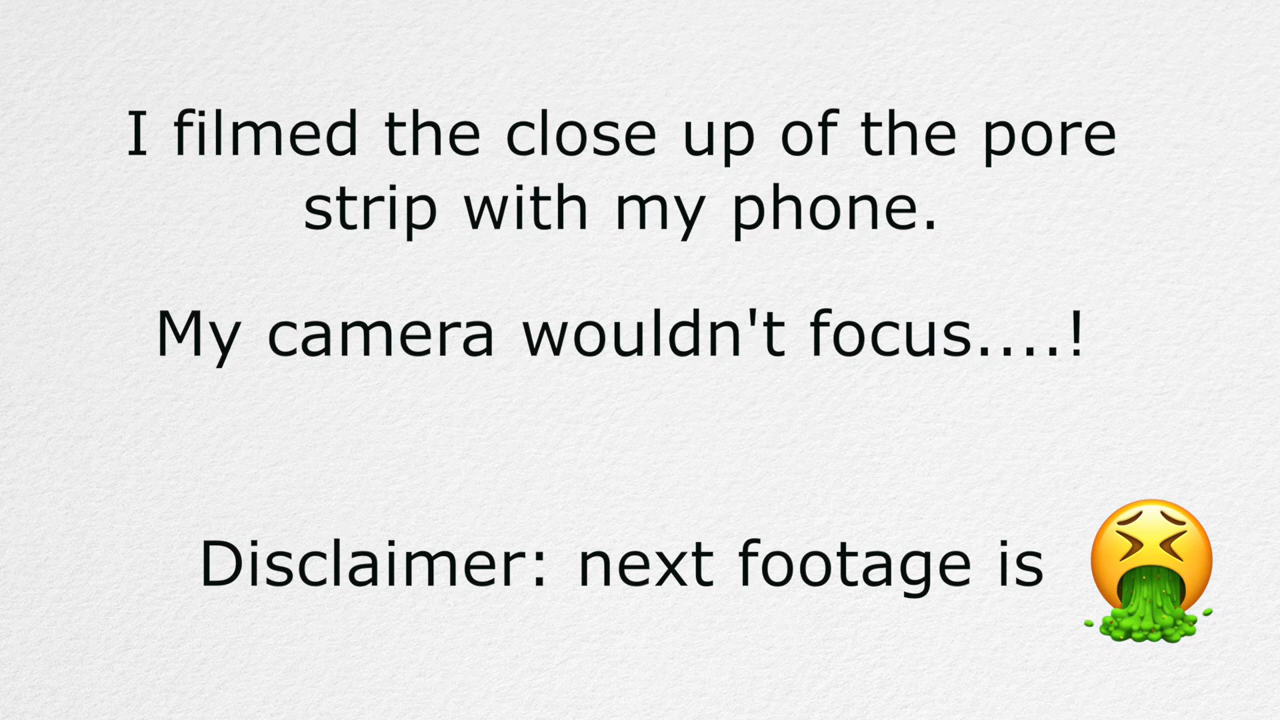 I filmed the close up of the pore
strip with my phone.
My camera wouldn't focus....!
Disclaimer: next footage is